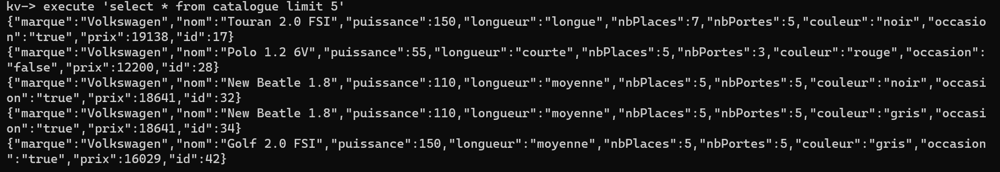 kv-> execute 'select * from catalogue limit 5'
{"marque":"Volkswagen","nom":"Touran 2.0 FSI","puissance":150,"longueur":"longue","nbPlaces":7,"nbPortes":5,"couleur":"noir","occasio
n":"true","prix":19138,"id":17}
{"marque":"Volkswagen","nom":"Polo 1.2 6V","puissance":55,"longueur":"courte","nbPlaces":5,"nbPortes":3,"couleur":"rouge","occasion":
"false","prix":12200,"id":28}
{"marque":"Volkswagen","nom":"New Beatle 1.8","puissance":110,"longueur":"moyenne","nbPlaces":5,"nbPortes":5,"couleur":"noir","occasi
on":"true","prix":18641,"id":32}
{"marque":"Volkswagen","nom":"New Beatle 1.8","puissance":110,"longueur":"moyenne","nbPlaces":5,"nbPortes":5,"couleur":"gris","occasi
on":"true","prix":18641,"id":34}
{"marque":"Volkswagen","nom":"Golf 2.0 FSI","puissance":150,"longueur":"moyenne","nbPlaces":5,"nbPortes":5,"couleur":"gris","occasion
":"true","prix":16029,"id":42}